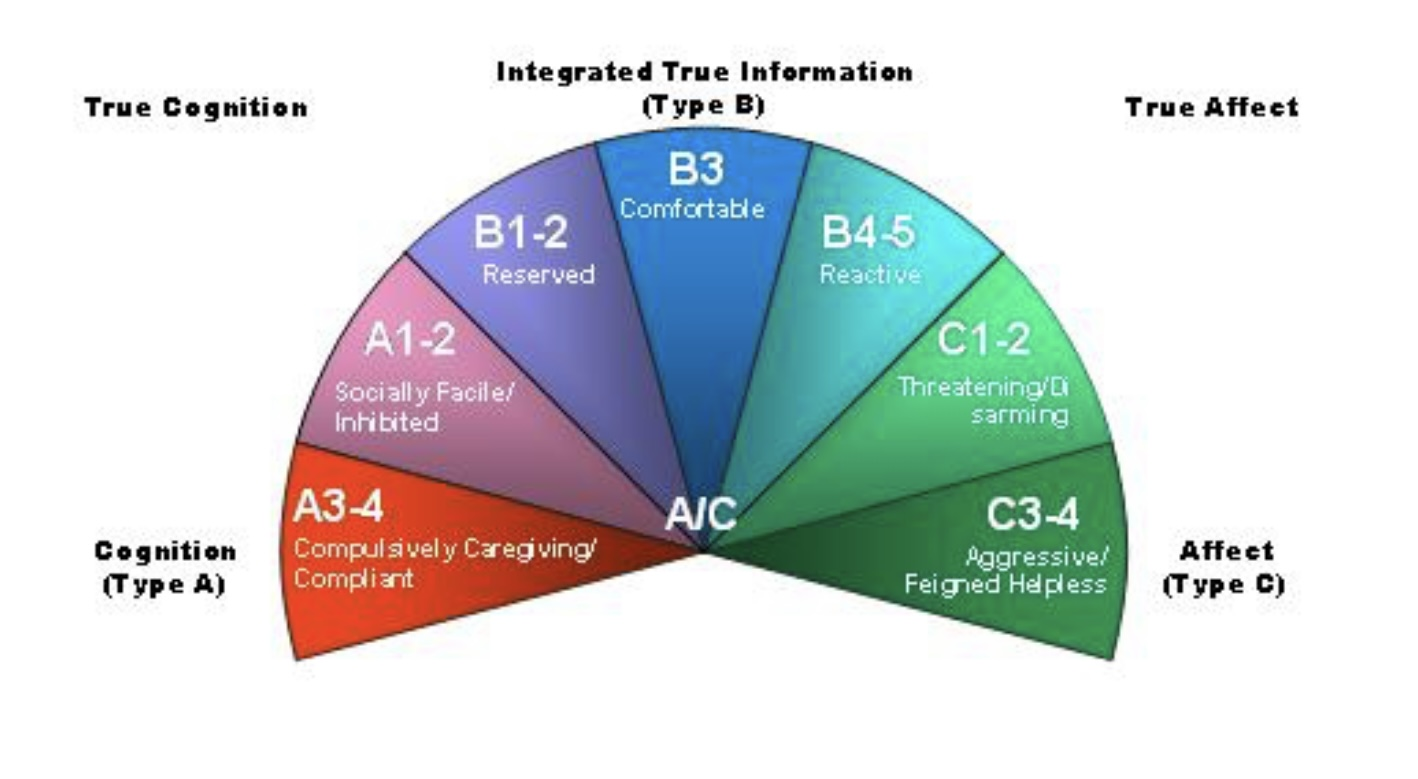 Integrated True Information
(Type B)
True Cognition
True Affect
B3
Comfortable
B1-2
Reserved
B4-5
Reactive
A1-2
Socially Facile/
Inhibited
C1-2
Threatening/Di
sarming
A3-4
Compulsively Caregiving/
Compliant
A/C
C3-4
Aggressive/
Feigned Helpless
Cognition
(Type A)
Affect
(Type C)